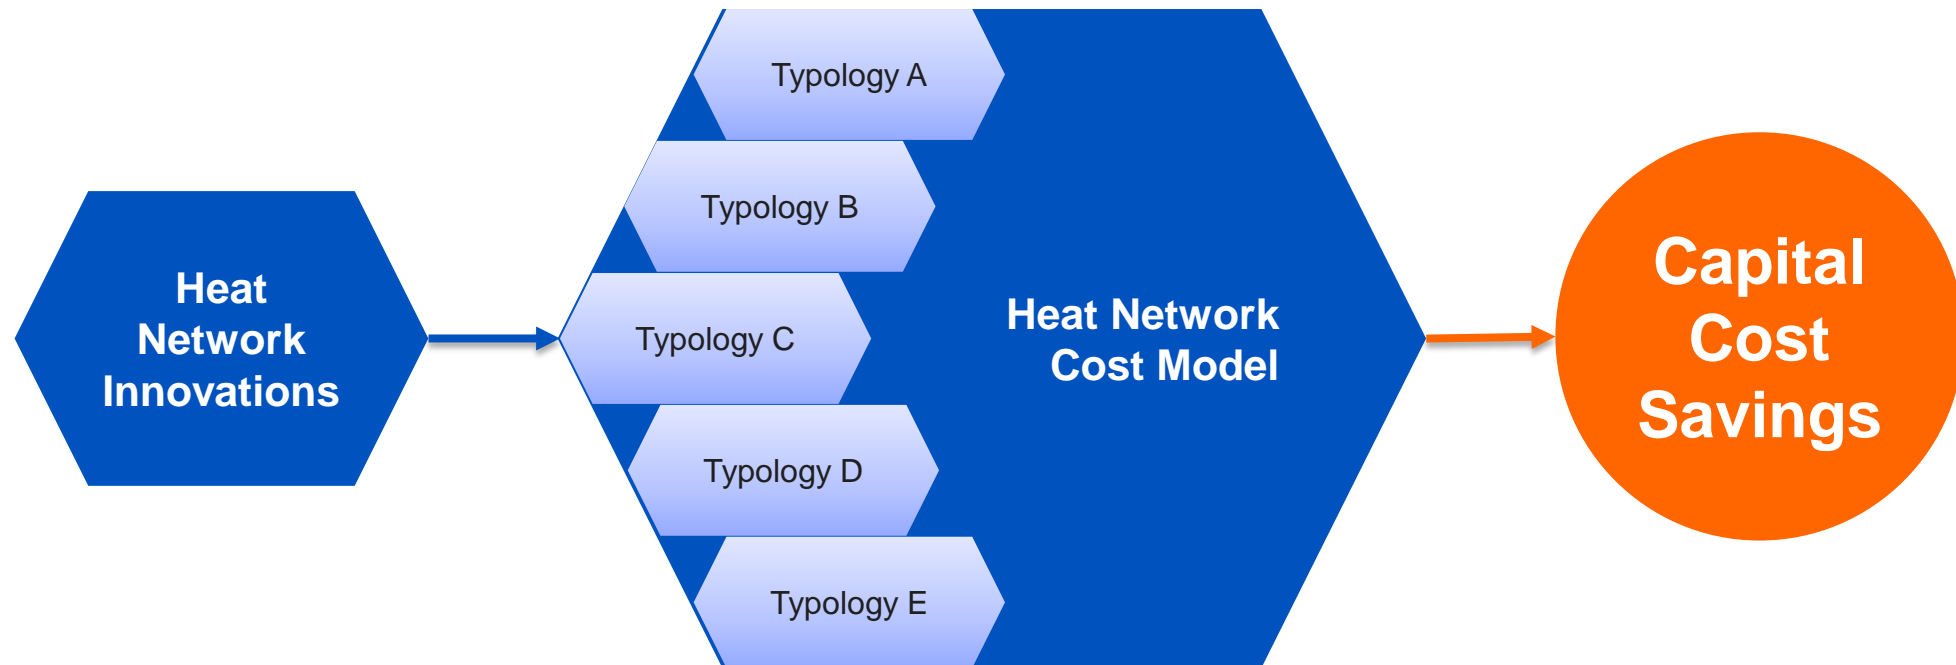 Heat
Network
Innovations
Typology A
Typology B
Typology C
Typology D
Typology E
Heat Network
Cost Model
Capital
Cost
Savings